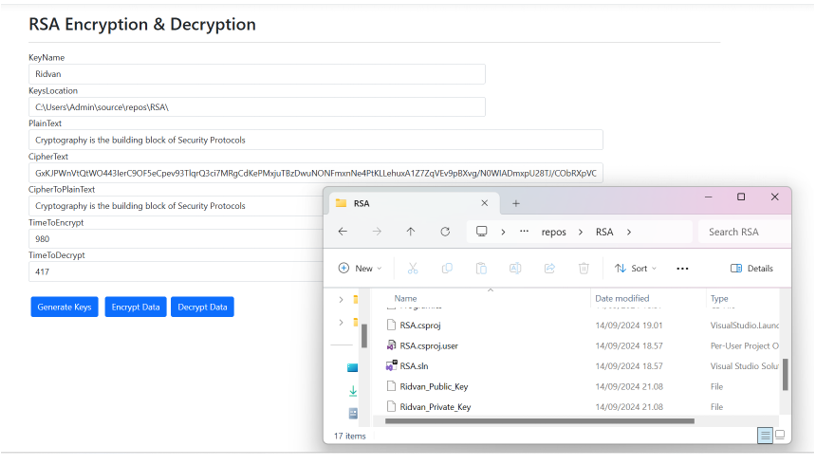 RSA Encryption & Decryption
KeyName
Ridvan
KeysLocation
C:\Users\Admin\source\repos\RSA\
PlainText
Cryptography is the building block of Security Protocols
CipherText
CipherToPlainText
Cryptography is the building block of Security Protocols
TimeToEncrypt
980
TimeToDecrypt
417
Generate Keys Encrypt Data Decrypt Data
RSA
repos RSA Search RSA
New Sort Details
Name Date modified Type
RSA.csproj 14/09/2024 19.01 VisualStudio.Launc
RSA.csproj.user 14/09/2024 18.57 Per-User Project O
RSA.sln 14/09/2024 18.57 Visual Studio Solu
Ridvan_Public_Key 14/09/2024 21.08 File
Ridvan_Private_Key 14/09/2024 21.08 File
17 items